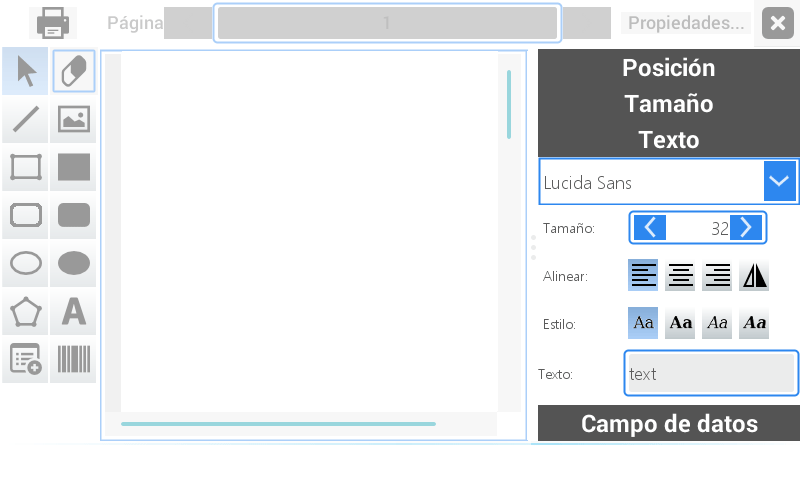 Página
1
Propiedades...
Posición
Tamaño
Texto
Lucida Sans
Tamaño:
32
Alinear:
Estilo:
Aa Aa Aa Aa
Texto:
text
A
Campo de datos